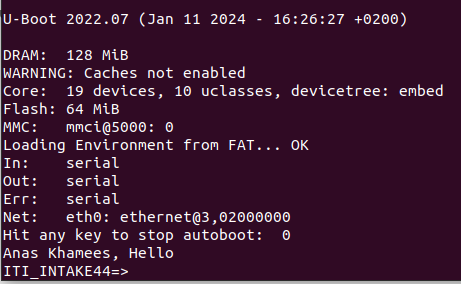 U-Boot 2022.07 (Jan 11 2024 - 16:26:27 +0200)
DRAM:  128 MiB
WARNING: Caches not enabled
Core:  19 devices, 10 uclasses, devicetree: embed
Flash: 64 MiB
MMC:   mmci@5000: 0
Loading Environment from FAT... OK
In:    serial
Out:   serial
Err:   serial
Net:   eth0: ethernet@3,02000000
Hit any key to stop autoboot:  0
Anas Khamees, Hello
ITI_INTAKE44=>